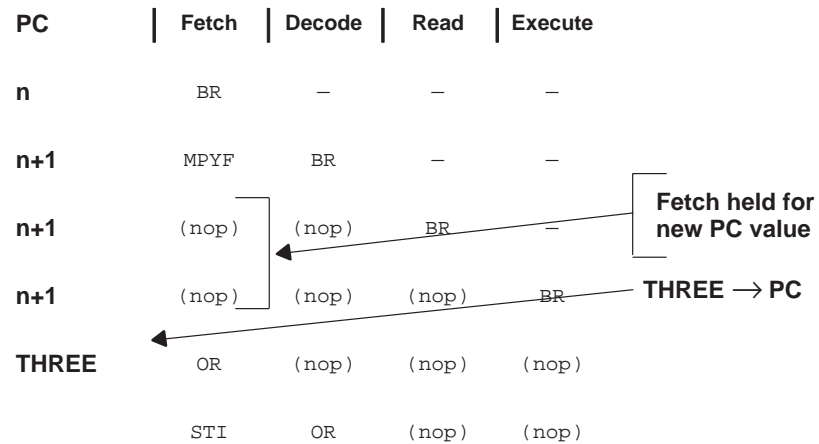 PC Fetch Decode Read Execute
n BR — — —
n+1 MPYF BR — —
n+1 (nop) (nop) BR —
Fetch held for
new PC value
n+1 (nop) (nop) (nop) BR
THREE → PC
THREE OR (nop) (nop) (nop)
STI OR (nop) (nop)